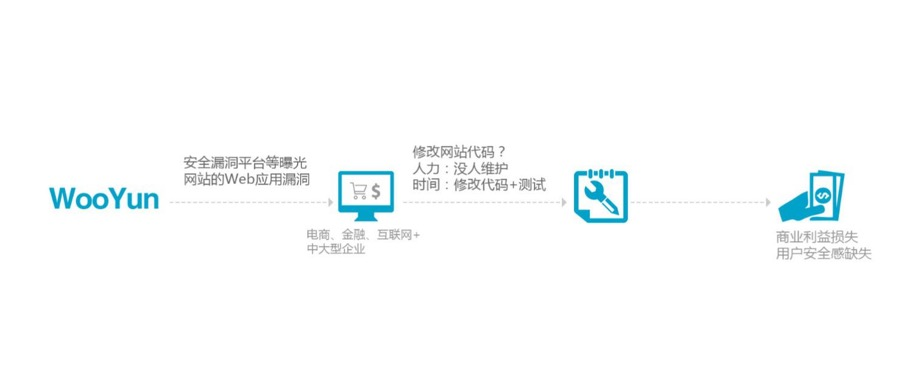 WooYun
安全漏洞平台等曝光
网站的Web应用漏洞
$
电商、金融、互联网+
中大型企业
修改网站代码？
人力：没人维护
时间：修改代码+测试
$
商业利益损失
用户安全感缺失